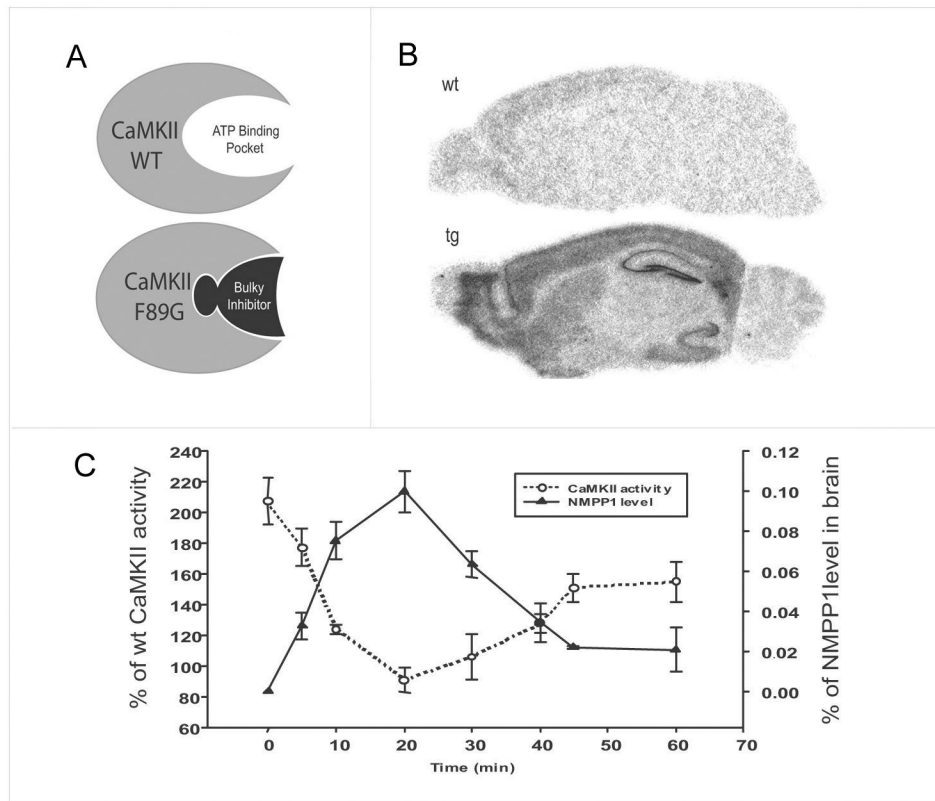 A
CaMKII
WT
ATP Binding
Pocket
CaMKII
F89G
Bulky
Inhibitor
B
wt
tg
C
% of wt CaMKII activity
240
220
200
180
160
140
120
100
80
60
CaMKII activity
NMPP1 level
0.12
0.10
0.08
0.06
0.04
0.02
0.00
% of NMPP1level in brain
0 10 20 30 40 50 60 70
Time (min)